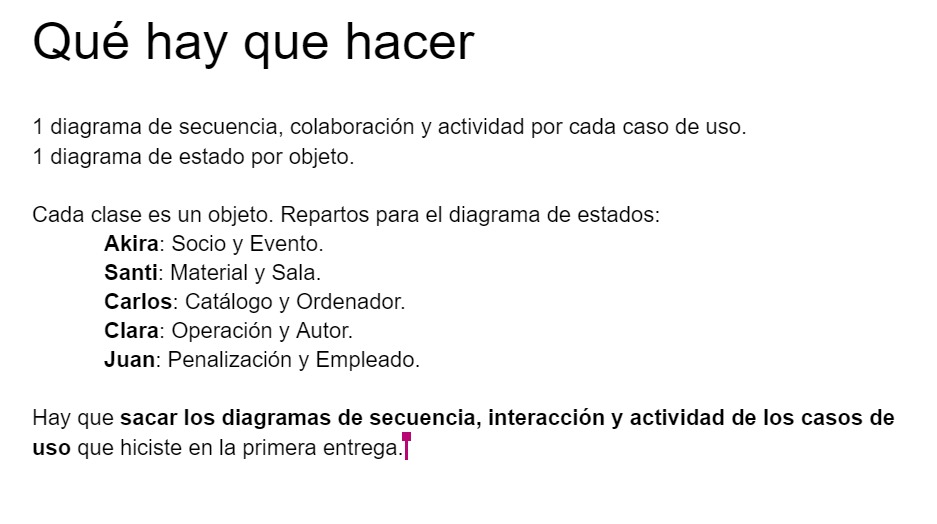 Qué hay que hacer
1 diagrama de secuencia, colaboración y actividad por cada caso de uso.
1 diagrama de estado por objeto.
Cada clase es un objeto. Repartos para el diagrama de estados:
Akira: Socio y Evento.
Santi: Material y Sala.
Carlos: Catálogo y Ordenador.
Clara: Operación y Autor.
Juan: Penalización y Empleado.
Hay que sacar los diagramas de secuencia, interacción y actividad de los casos de
uso que hiciste en la primera entrega.